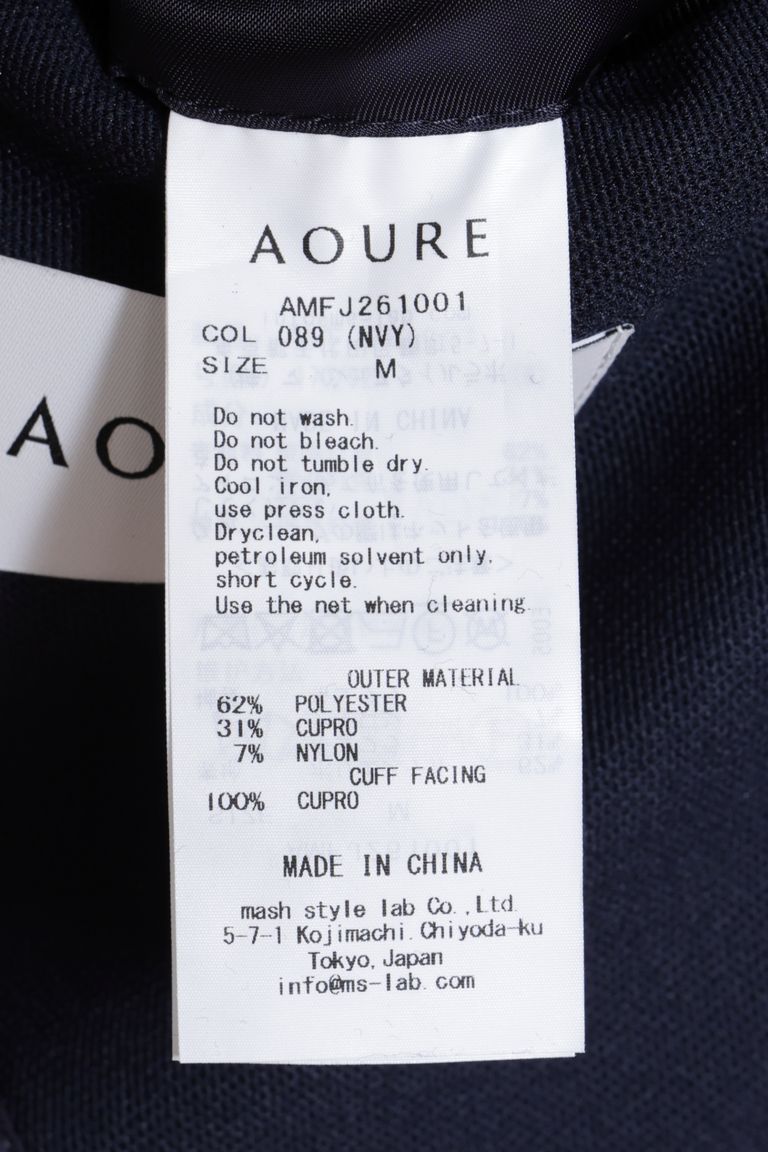 AOURE
AMFJ261001
COL 089 (NVY)
SIZE M
Do not wash.
Do not bleach.
Do not tumble dry.
Cool iron,
use press cloth.
Dryclean,
petroleum solvent only,
short cycle.
Use the net when cleaning.
OUTER MATERIAL
62% POLYESTER
31% CUPRO
7% NYLON
CUFF FACING
100% CUPRO
MADE IN CHINA
mash style lab Co.,Ltd.
5-7-1 Kojimachi.Chiyoda-ku
Tokyo,Japan
info@ms-lab.com
AO